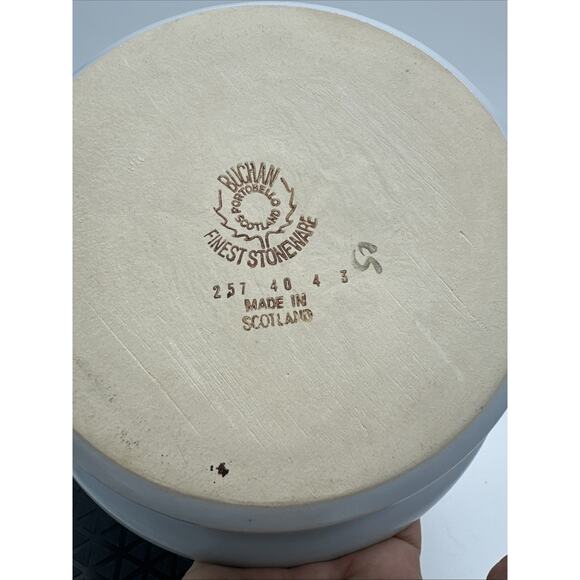 BUCHAN
PORTOBELLO
SCOTLAND
FINEST STONEWARE
257 40 4 3
MADE IN
SCOTLAND